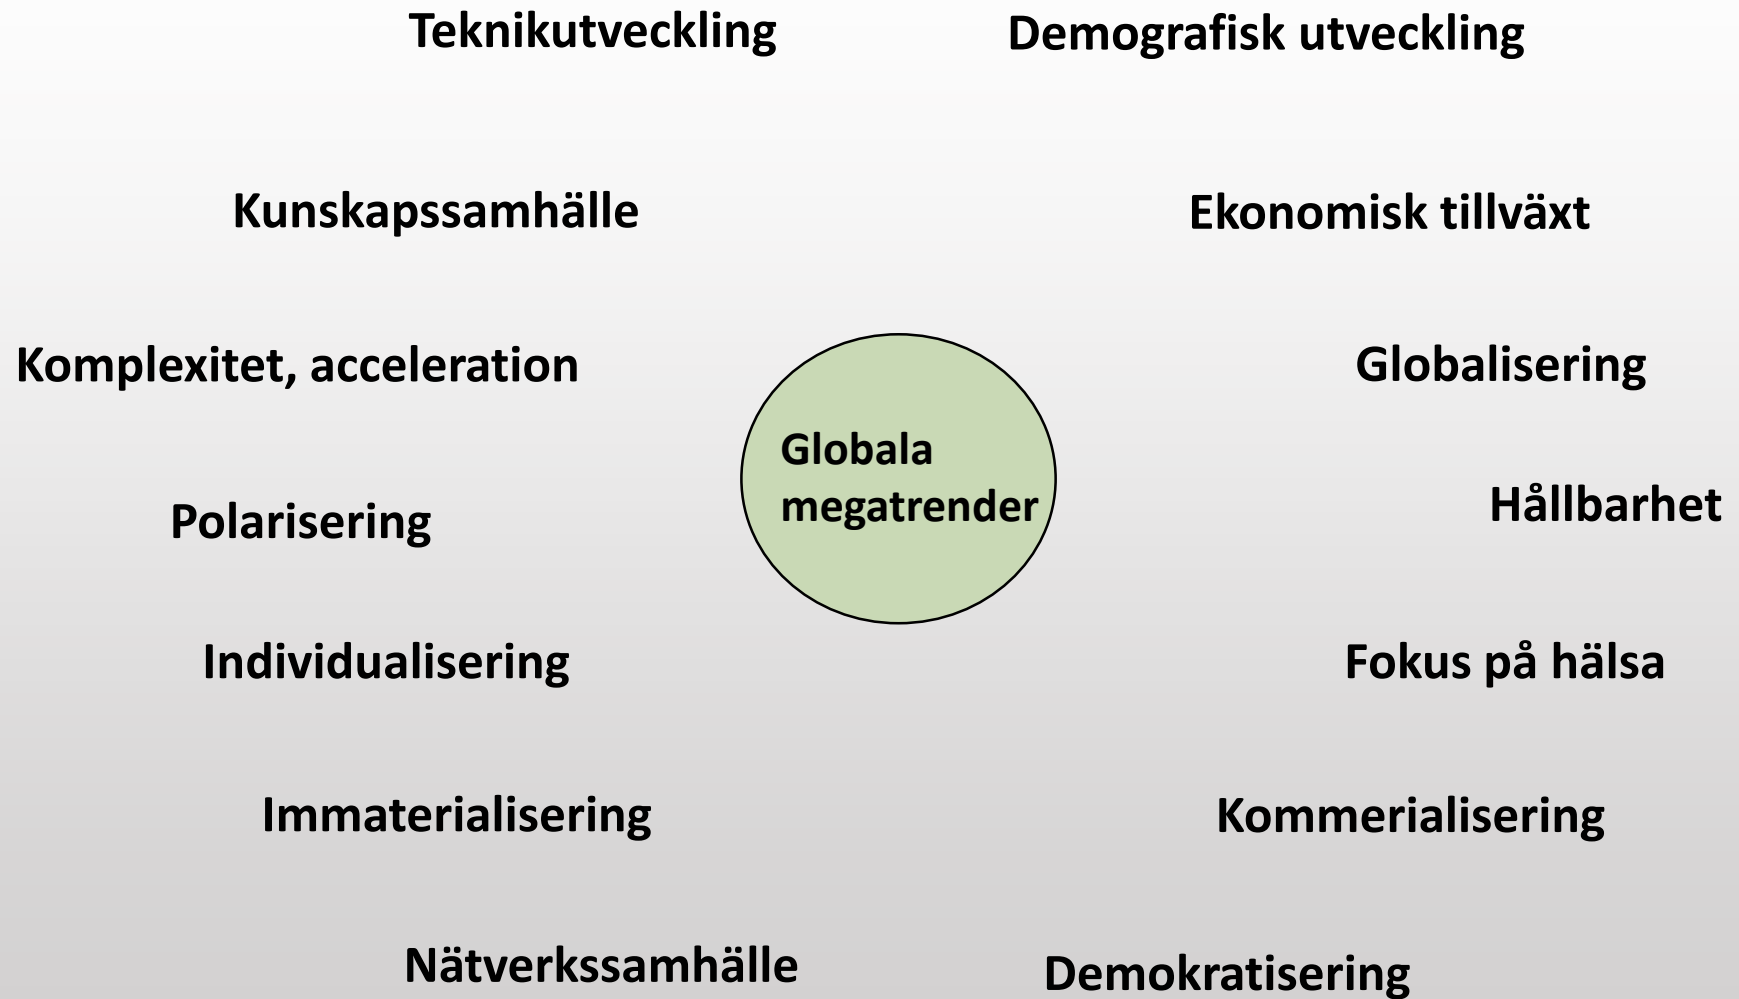 Teknikutveckling
Demografisk utveckling
Kunskapssamhälle
Ekonomisk tillväxt
Komplexitet, acceleration
Globalisering
Globala
megatrender
Polarisering
Hållbarhet
Individualisering
Fokus på hälsa
Immaterialisering
Kommerialisering
Nätverkssamhälle
Demokratisering